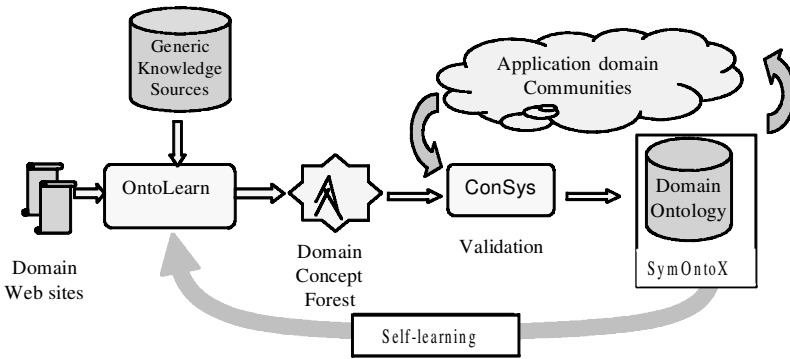 Generic
Knowledge
Sources
Application domain
Communities
OntoLearn
ConSys
Domain
Ontology
SymOntoX
Domain
Web sites
Domain
Concept
Forest
Validation
Self-learning